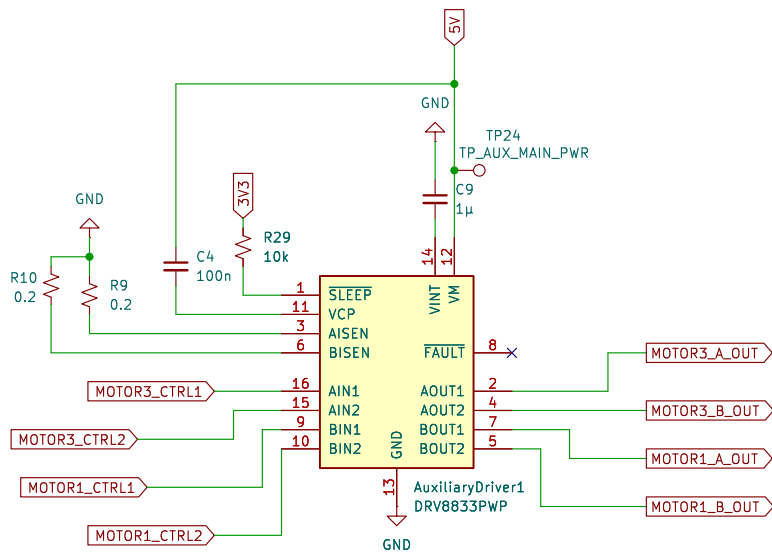 5V
GND
TP24
TP_AUX_MAIN_PWR
3V3
C9
1µ
GND
R29
10k
C4
100n
R10
0.2
R9
0.2
14
12
VINT
VM
1
SLEEP
11
VCP
3
AISEN
6
BISEN
FAULT
8
MOTOR3_A_OUT
MOTOR3_CTRL1
16
AIN1
AOUT1
2
15
AIN2
AOUT2
4
MOTOR3_B_OUT
MOTOR3_CTRL2
9
BIN1
BOUT1
7
10
BIN2
BOUT2
5
MOTOR1_A_OUT
GND
13
MOTOR1_CTRL1
AuxiliaryDriver1
DRV8833PWP
MOTOR1_B_OUT
MOTOR1_CTRL2
GND